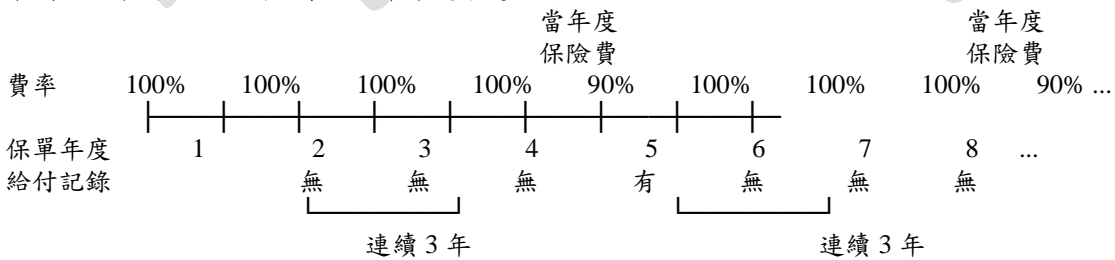 當年度 當年度
保險費 保險費
費率 100% 100% 100% 100% 90% 100% 100% 100% 90% ...
保單年度 1 2 3 4 5 6 7 8 ...
給付記錄 無 無 無 有 無 無 無
連續 3 年 連續 3 年